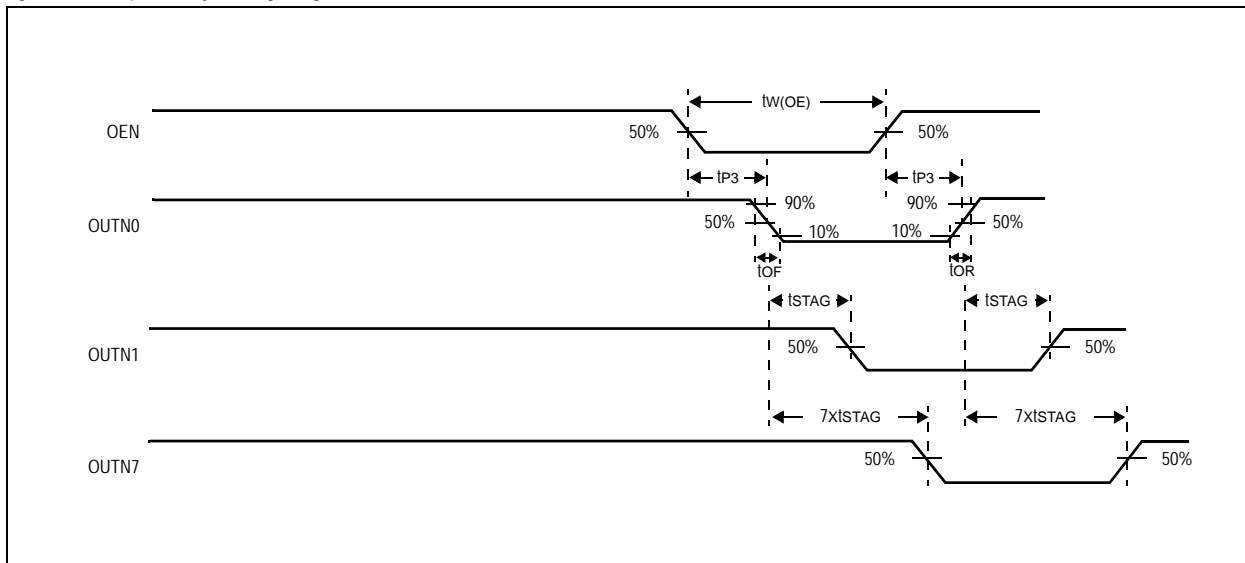 tW(OE)
OEN
50%
50%
tP3
tP3
90%
90%
OUTN0
50%
50%
10%
10%
tOF
tOR
tSTAG
tSTAG
OUTN1
50%
50%
7XtSTAG
7XtSTAG
OUTN7
50%
50%